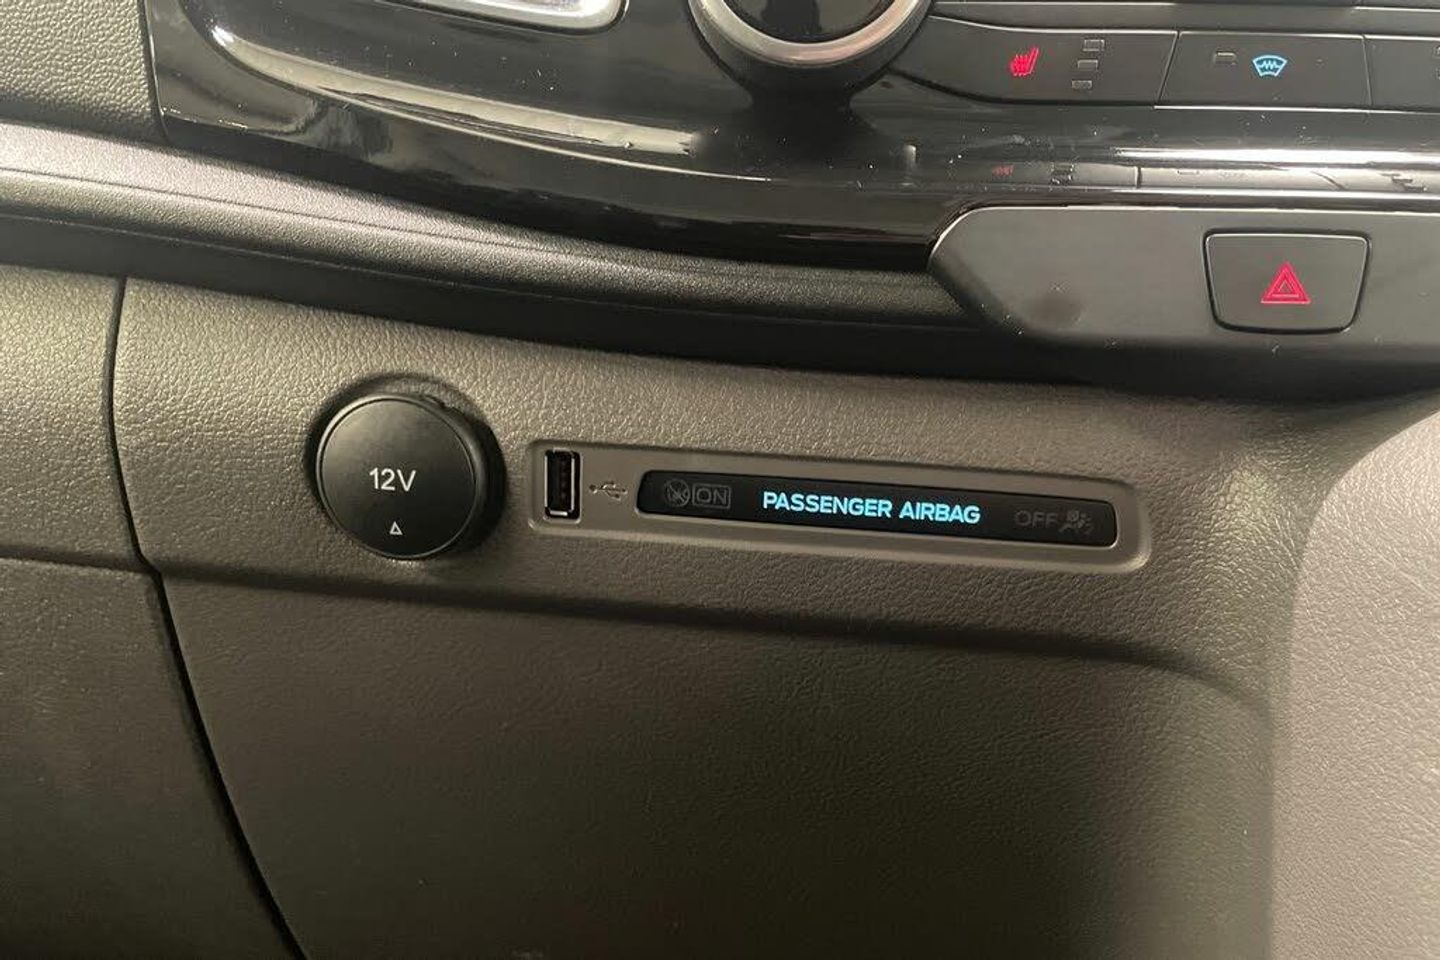 12V
ON PASSENGER AIRBAG OFF